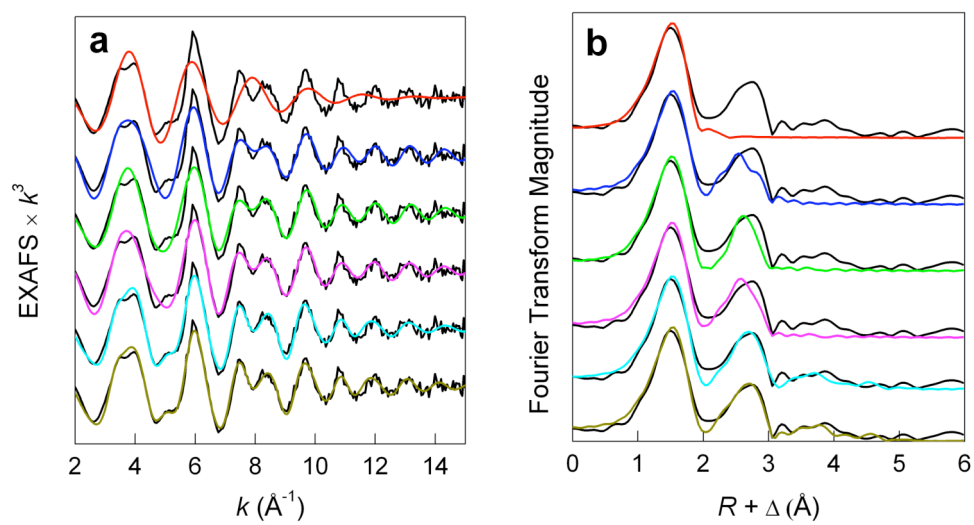 a
EXAFS × k³
2 4 6 8 10 12 14
k (Å⁻¹)
b
Fourier Transform Magnitude
0 1 2 3 4 5 6
R + Δ (Å)